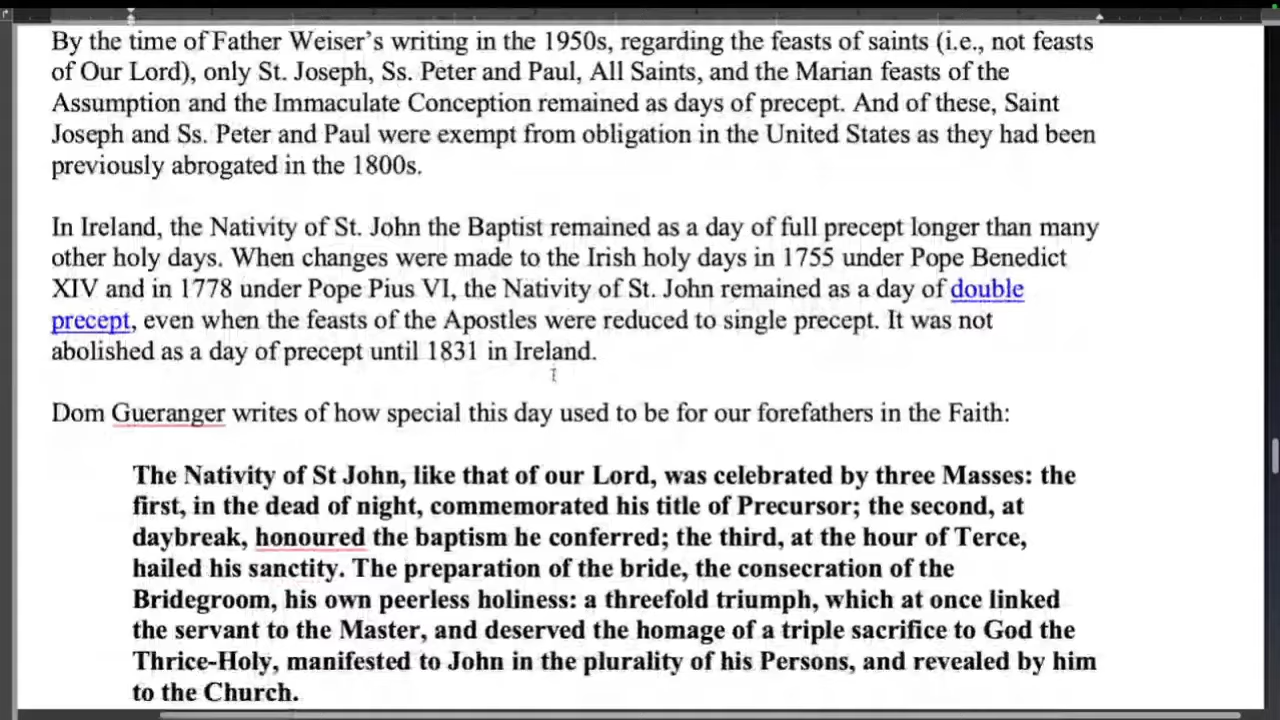 By the time of Father Weiser’s writing in the 1950s, regarding the feasts of saints (i.e., not feasts
of Our Lord), only St. Joseph, Ss. Peter and Paul, All Saints, and the Marian feasts of the
Assumption and the Immaculate Conception remained as days of precept. And of these, Saint
Joseph and Ss. Peter and Paul were exempt from obligation in the United States as they had been
previously abrogated in the 1800s.
In Ireland, the Nativity of St. John the Baptist remained as a day of full precept longer than many
other holy days. When changes were made to the Irish holy days in 1755 under Pope Benedict
XIV and in 1778 under Pope Pius VI, the Nativity of St. John remained as a day of double
precept, even when the feasts of the Apostles were reduced to single precept. It was not
abolished as a day of precept until 1831 in Ireland.
Dom Gueranger writes of how special this day used to be for our forefathers in the Faith:
The Nativity of St John, like that of our Lord, was celebrated by three Masses: the
first, in the dead of night, commemorated his title of Precursor; the second, at
daybreak, honoured the baptism he conferred; the third, at the hour of Terce,
hailed his sanctity. The preparation of the bride, the consecration of the
Bridegroom, his own peerless holiness: a threefold triumph, which at once linked
the servant to the Master, and deserved the homage of a triple sacrifice to God the
Thrice-Holy, manifested to John in the plurality of his Persons, and revealed by him
to the Church.